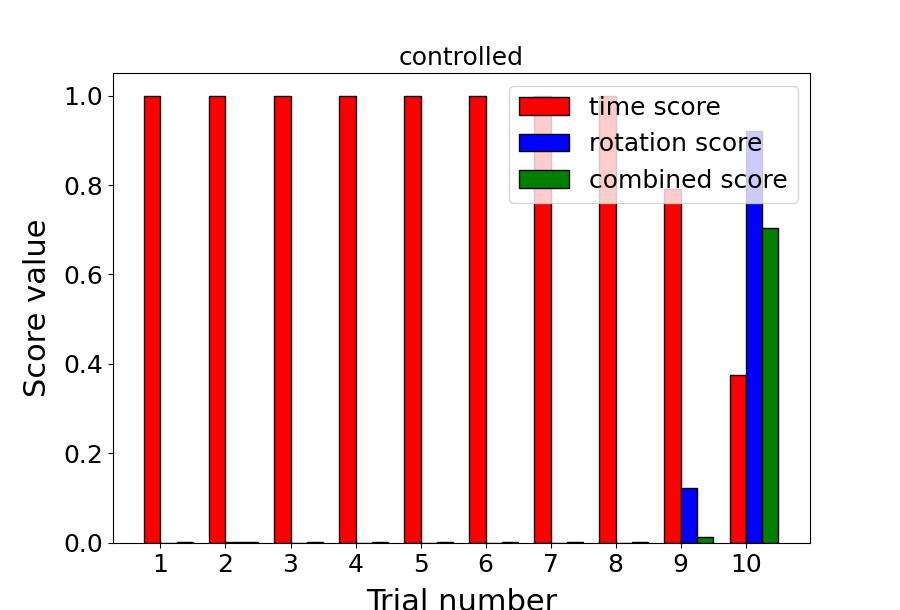 controlled
time score
rotation score
combined score
Score value
1.0
0.8
0.6
0.4
0.2
0.0
1 2 3 4 5 6 7 8 9 10
Trial number